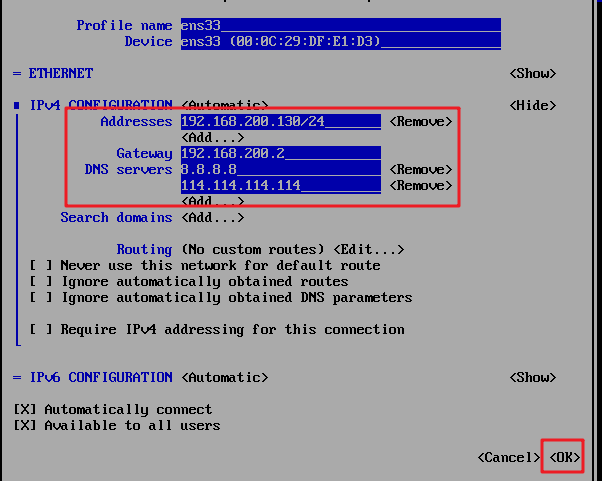 Profile name ens33
Device ens33 (00:0C:29:DF:E1:D3)
= ETHERNET <Show>
IPv4 CONFIGURATION <Automatic> <Hide>
Addresses 192.168.200.130/24 <Remove>
<Add...>
Gateway 192.168.200.2
DNS servers 8.8.8.8 <Remove>
114.114.114.114 <Remove>
<Add...>
Search domains <Add...>
Routing (No custom routes) <Edit...>
[ ] Never use this network for default route
[ ] Ignore automatically obtained routes
[ ] Ignore automatically obtained DNS parameters
[ ] Require IPv4 addressing for this connection
= IPv6 CONFIGURATION <Automatic> <Show>
[X] Automatically connect
[X] Available to all users
<Cancel> <OK>